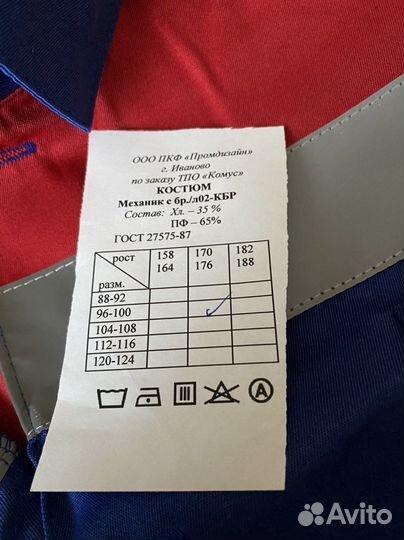 ООО ПКФ «Промдизайн»
г. Иваново
по заказу ТПО «Комус»
КОСТЮМ
Механик с бр./л02-КБР
Состав: Хл. – 35 %
ПФ – 65%
ГОСТ 27575-87
рост 158 170 182
164 176 188
разм.
88-92
96-100
104-108
112-116
120-124
A
Avito